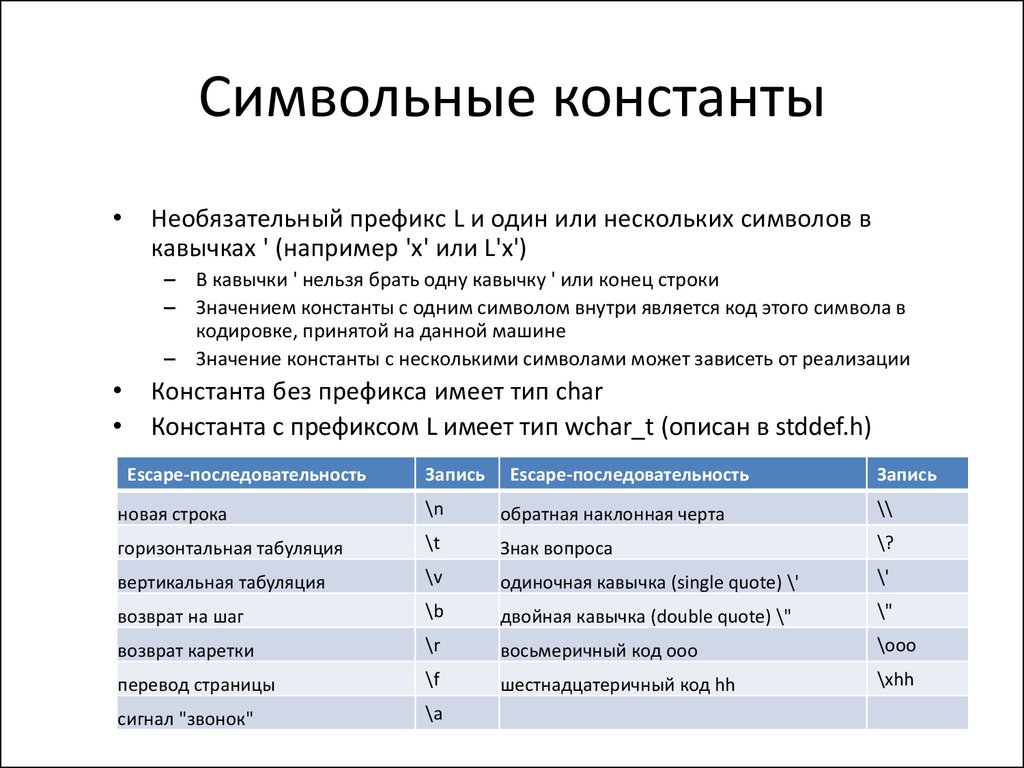 Символьные константы
• Необязательный префикс L и один или нескольких символов в
кавычках ' (например 'x' или L'x')
– В кавычки ' нельзя брать одну кавычку ' или конец строки
– Значением константы с одним символом внутри является код этого символа в
кодировке, принятой на данной машине
– Значение константы с несколькими символами может зависеть от реализации
• Константа без префикса имеет тип char
• Константа с префиксом L имеет тип wchar_t (описан в stddef.h)
Escape-последовательность Запись Escape-последовательность Запись
новая строка \n обратная наклонная черта \\
горизонтальная табуляция \t Знак вопроса \?
вертикальная табуляция \v одиночная кавычка (single quote) \' \'
возврат на шаг \b двойная кавычка (double quote) \" \"
возврат каретки \r восьмеричный код ooo \ooo
перевод страницы \f шестнадцатеричный код hh \xhh
сигнал "звонок" \a